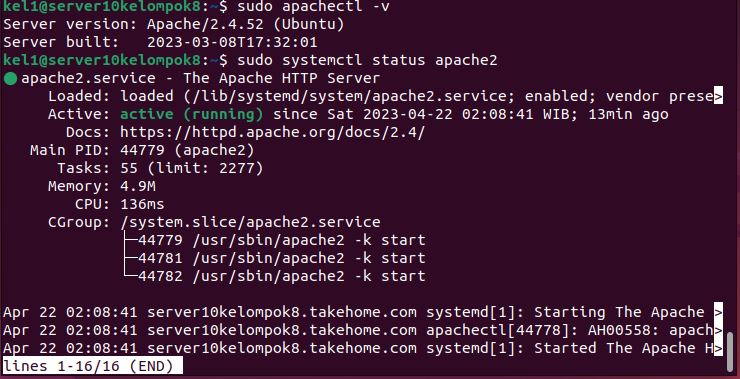 kel1@server10kelompok8:~$ sudo apachectl -v
Server version: Apache/2.4.52 (Ubuntu)
Server built:   2023-03-08T17:32:01
kel1@server10kelompok8:~$ sudo systemctl status apache2
● apache2.service - The Apache HTTP Server
     Loaded: loaded (/lib/systemd/system/apache2.service; enabled; vendor prese>
     Active: active (running) since Sat 2023-04-22 02:08:41 WIB; 13min ago
       Docs: https://httpd.apache.org/docs/2.4/
   Main PID: 44779 (apache2)
      Tasks: 55 (limit: 2277)
     Memory: 4.9M
        CPU: 136ms
     CGroup: /system.slice/apache2.service
             ├─44779 /usr/sbin/apache2 -k start
             ├─44781 /usr/sbin/apache2 -k start
             └─44782 /usr/sbin/apache2 -k start
Apr 22 02:08:41 server10kelompok8.takehome.com systemd[1]: Starting The Apache >
Apr 22 02:08:41 server10kelompok8.takehome.com apachectl[44778]: AH00558: apach>
Apr 22 02:08:41 server10kelompok8.takehome.com systemd[1]: Started The Apache H>
lines 1-16/16 (END)